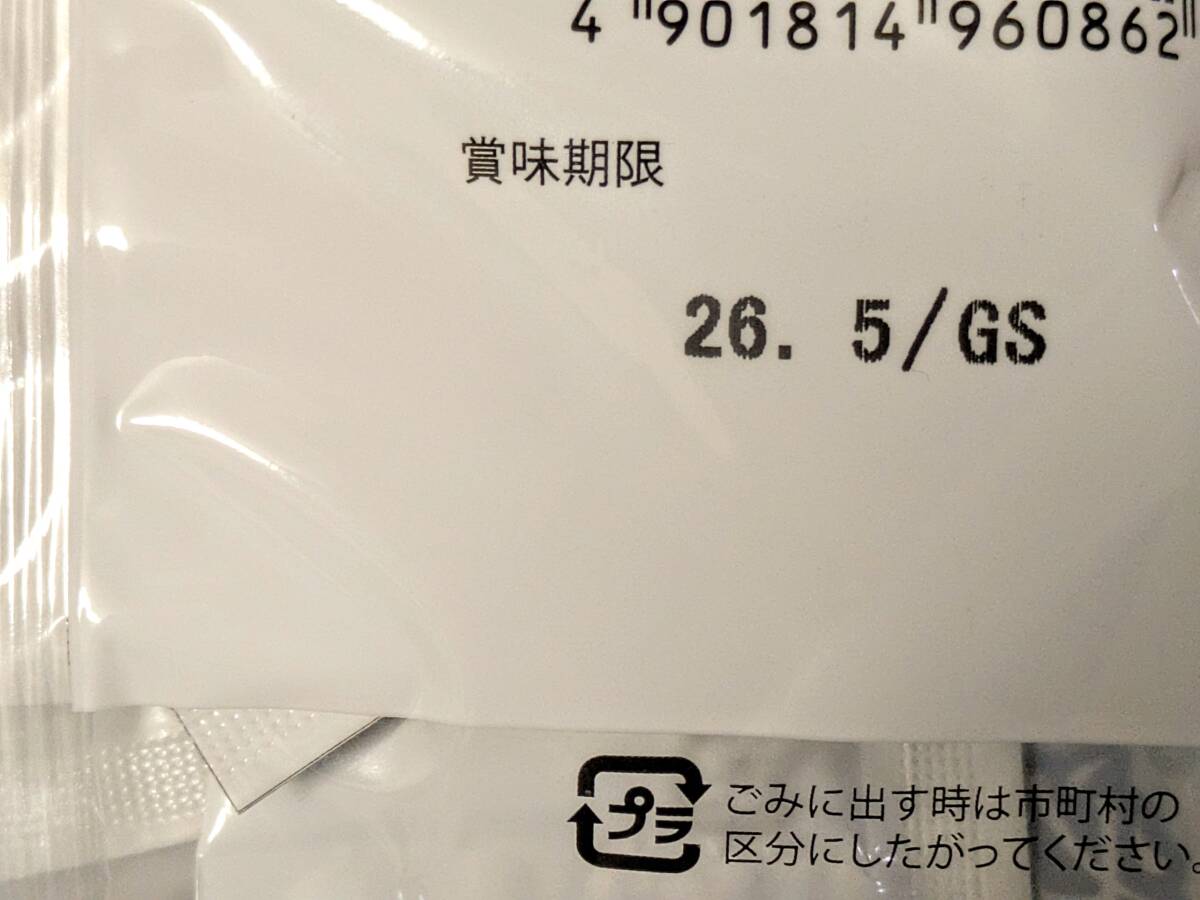 4 901814 960862
賞味期限
26. 5/GS
プラ
ごみに出す時は市町村の
区分にしたがってください。